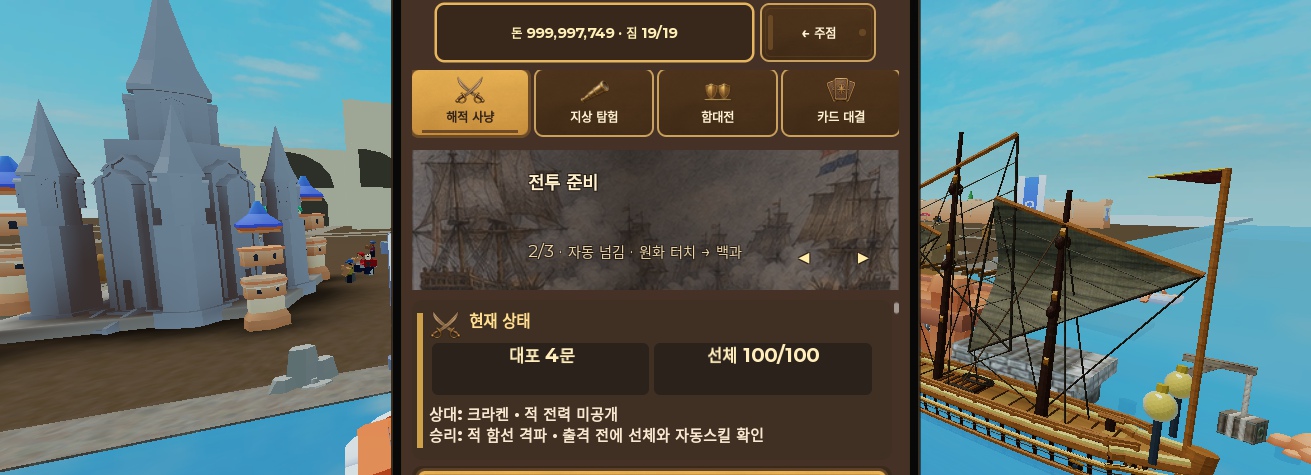 돈 999,997,749 · 짐 19/19
← 주점
해적 사냥
지상 탐험
함대전
카드 대결
전투 준비
2/3 · 자동 넘김 · 원화 터치 → 백과
◀ ▶
현재 상태
대포 4문
선체 100/100
상대: 크라켄 • 적 전력 미공개
승리: 적 함선 격파 • 출격 전에 선체와 자동스킬 확인